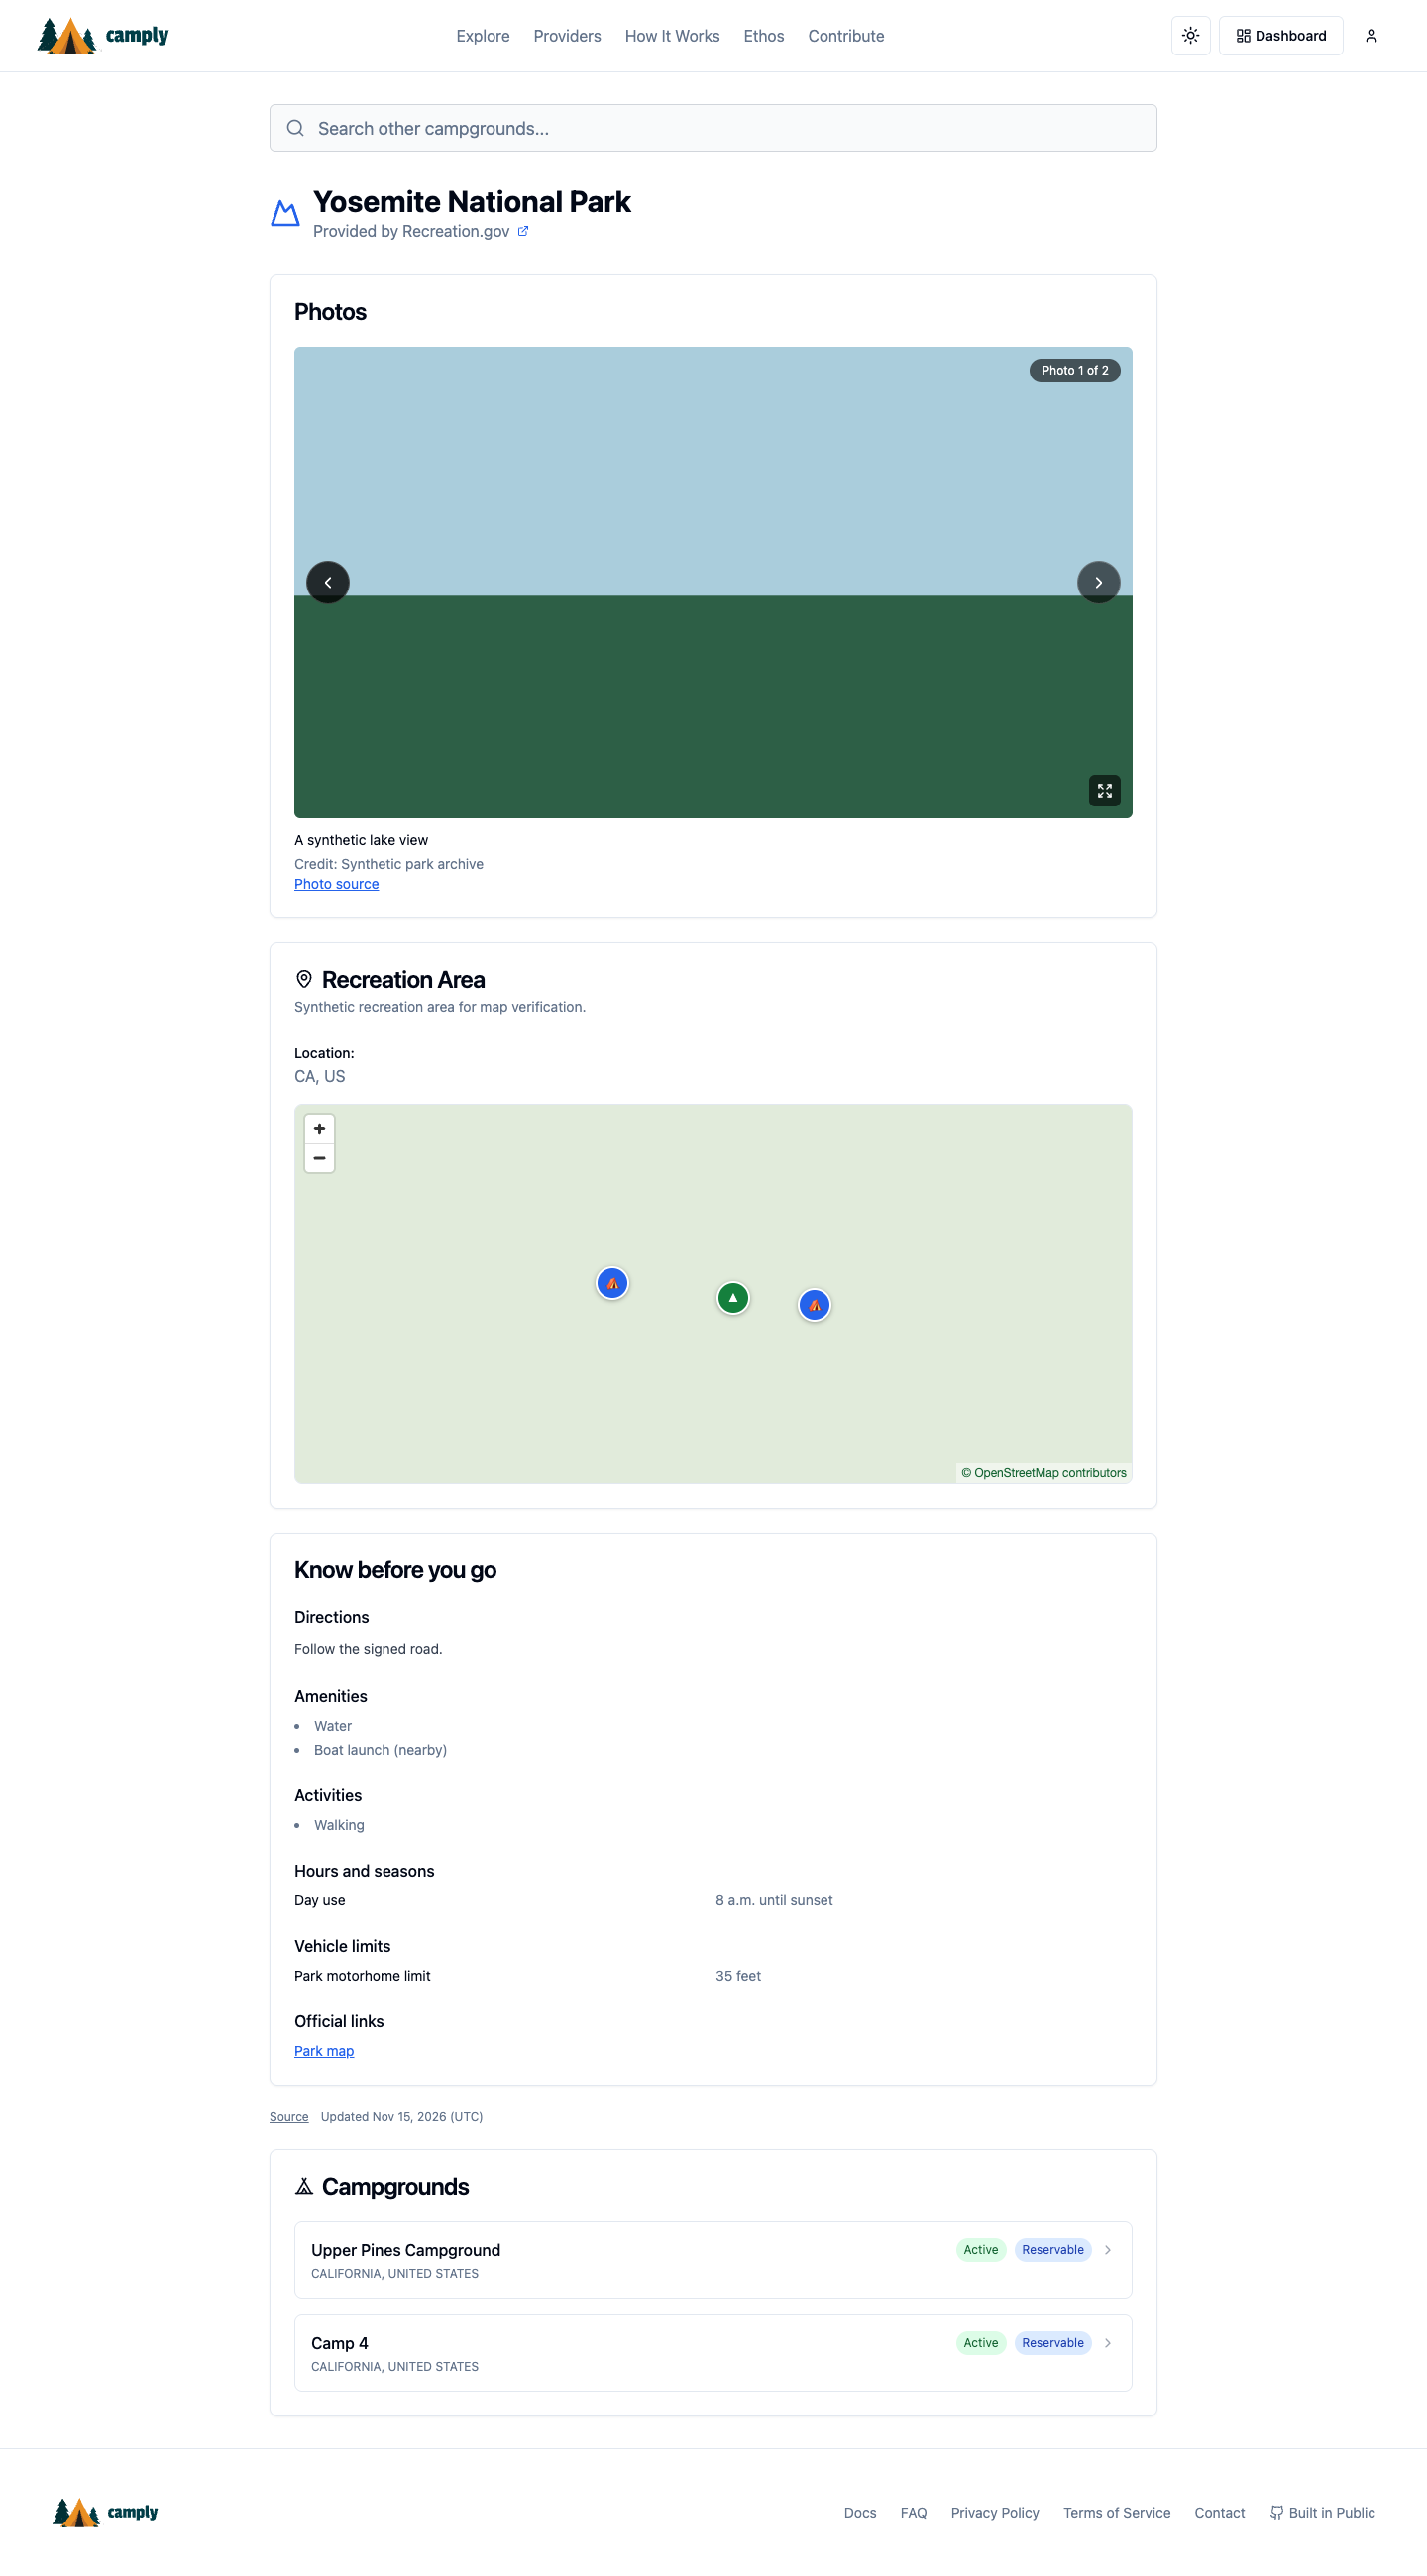 camply
Explore Providers How It Works Ethos Contribute
Dashboard
Search other campgrounds...
Yosemite National Park
Provided by Recreation.gov
Photos
Photo 1 of 2
A synthetic lake view
Credit: Synthetic park archive
Photo source
Recreation Area
Synthetic recreation area for map verification.
Location:
CA, US
© OpenStreetMap contributors
Know before you go
Directions
Follow the signed road.
Amenities
• Water
• Boat launch (nearby)
Activities
• Walking
Hours and seasons
Day use 8 a.m. until sunset
Vehicle limits
Park motorhome limit 35 feet
Official links
Park map
Source Updated Nov 15, 2026 (UTC)
Campgrounds
Upper Pines Campground Active Reservable
CALIFORNIA, UNITED STATES
Camp 4 Active Reservable
CALIFORNIA, UNITED STATES
camply
Docs FAQ Privacy Policy Terms of Service Contact Built in Public